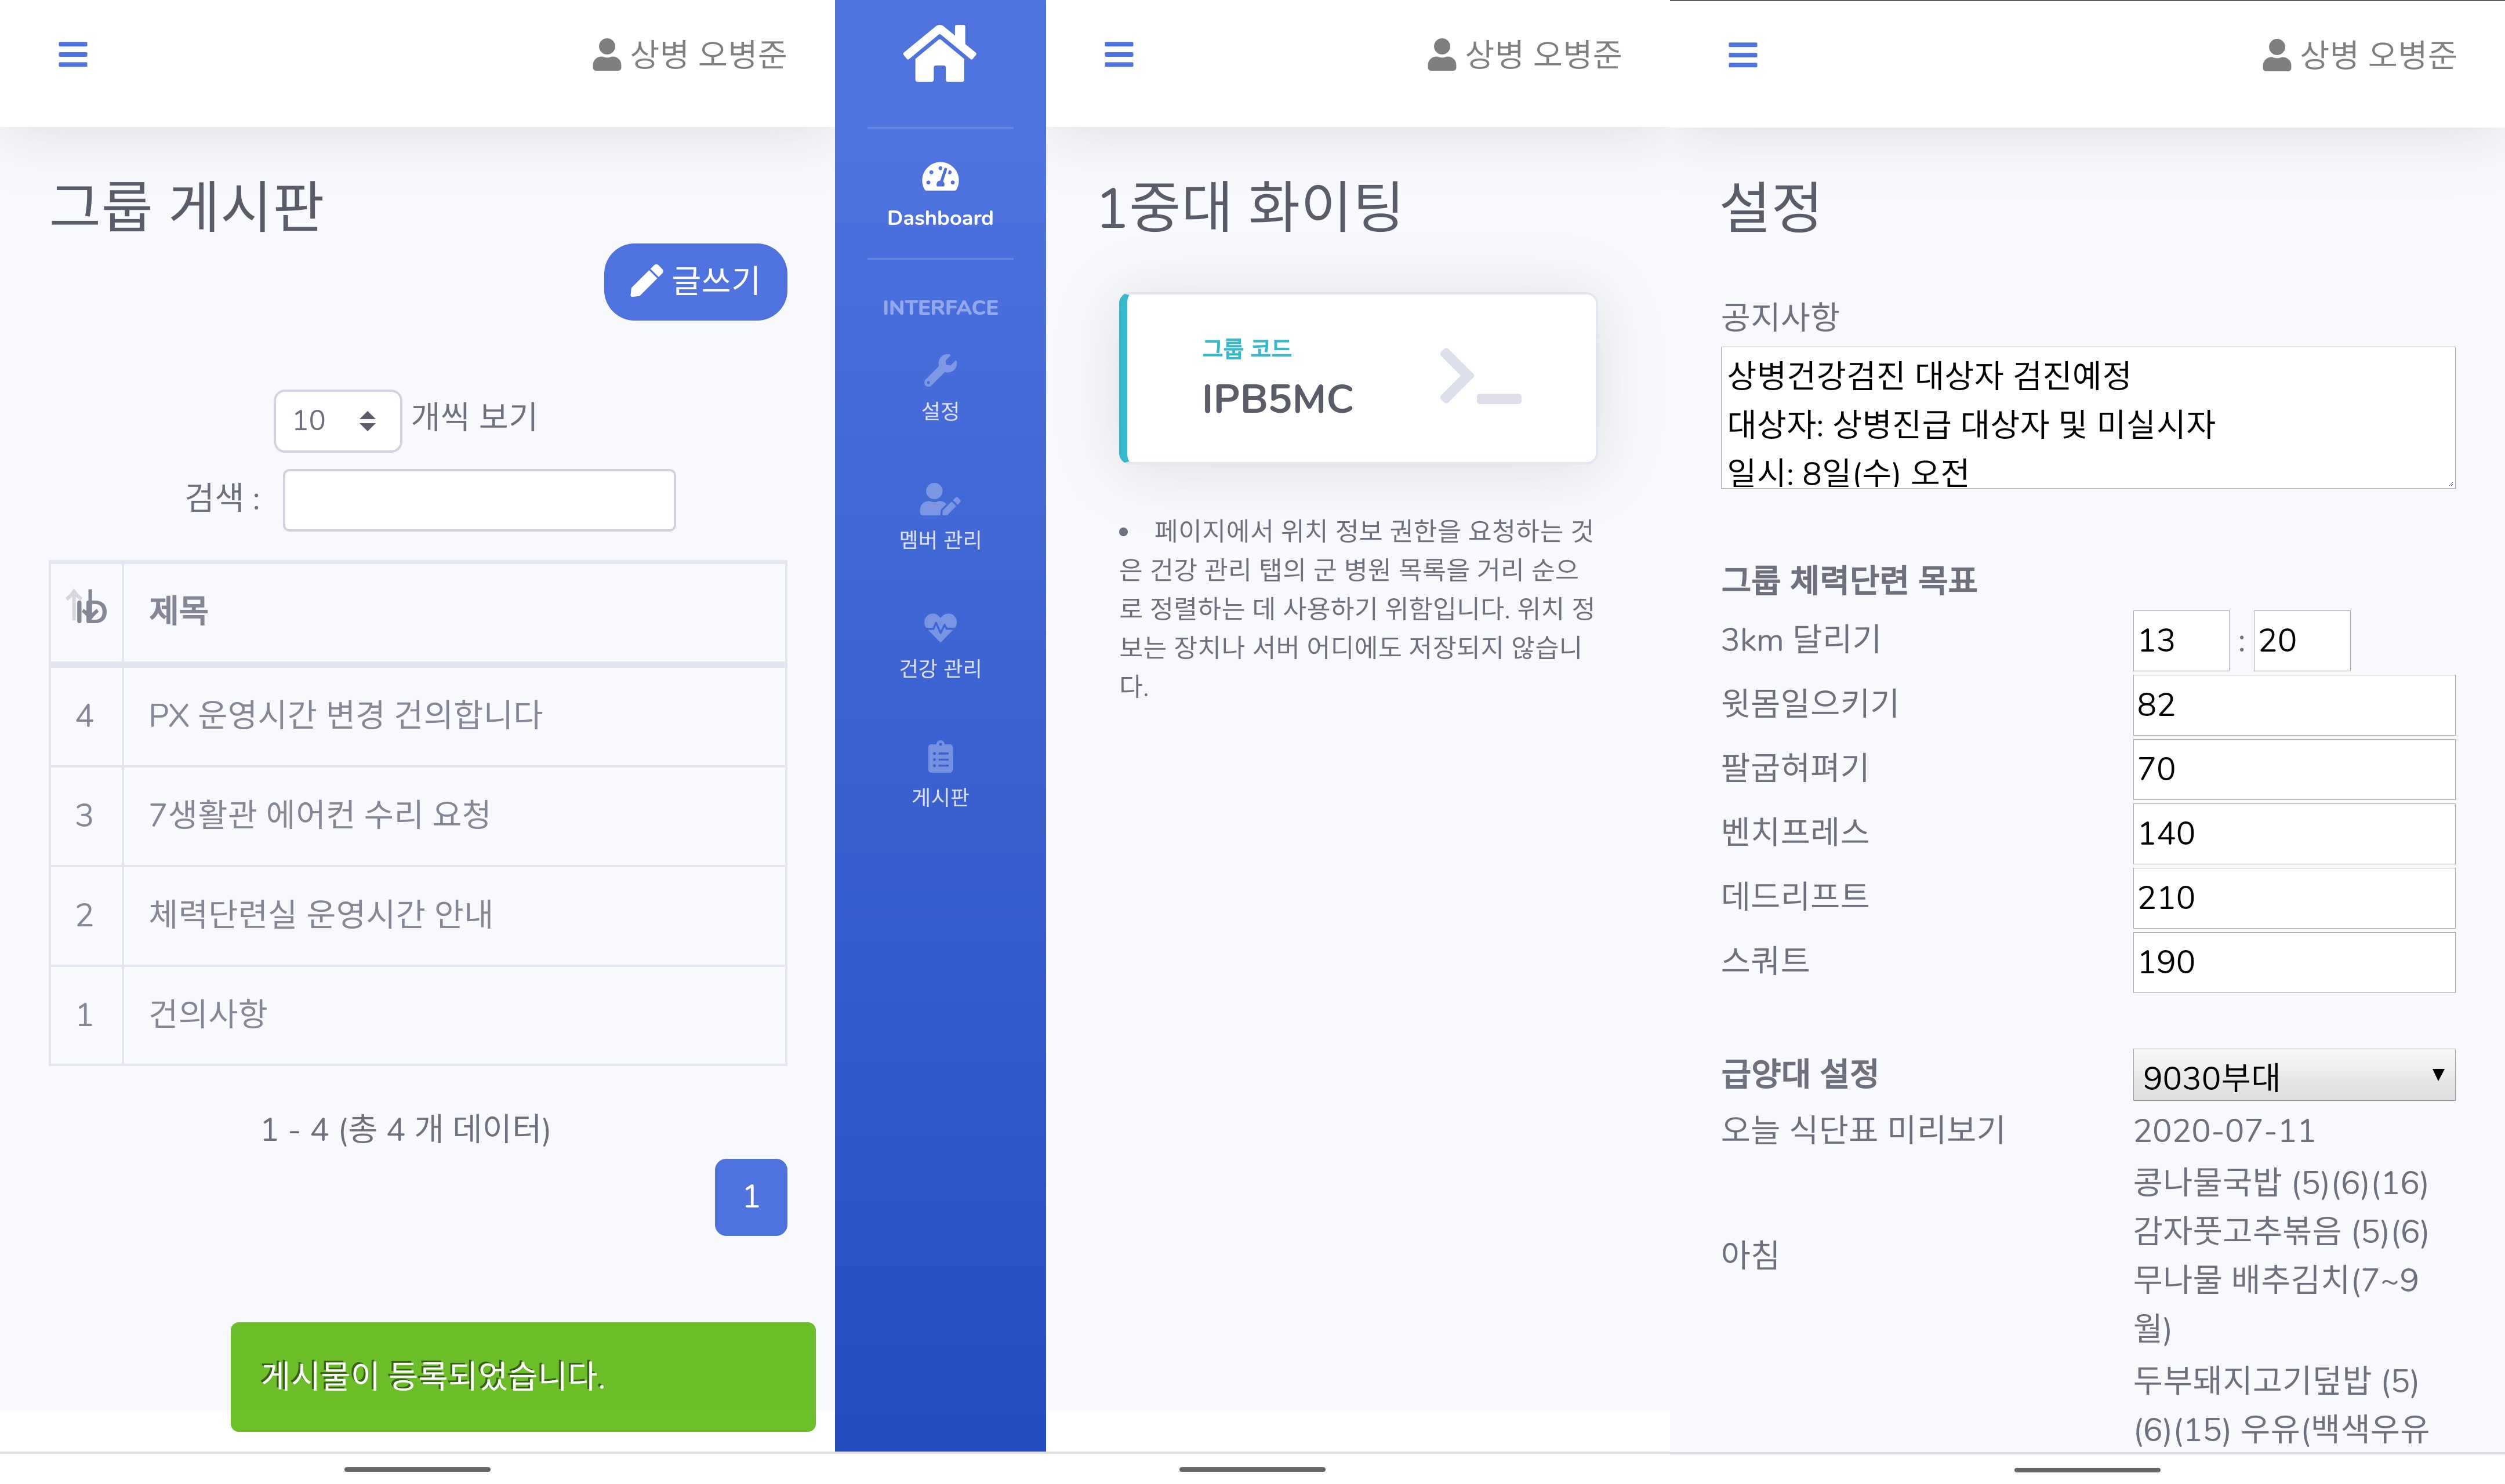 상병 오병준
그룹 게시판
글쓰기
10 개씩 보기
검색 :
ID 제목
4 PX 운영시간 변경 건의합니다
3 7생활관 에어컨 수리 요청
2 체력단련실 운영시간 안내
1 건의사항
1 - 4 (총 4 개 데이터)
1
게시물이 등록되었습니다.
Dashboard
INTERFACE
설정
멤버 관리
건강 관리
게시판
상병 오병준
1중대 화이팅
그룹 코드
IPB5MC
페이지에서 위치 정보 권한을 요청하는 것
은 건강 관리 탭의 군 병원 목록을 거리 순으
로 정렬하는 데 사용하기 위함입니다. 위치 정
보는 장치나 서버 어디에도 저장되지 않습니
다.
상병 오병준
설정
공지사항
상병건강검진 대상자 검진예정
대상자: 상병진급 대상자 및 미실시자
일시: 8일(수) 오전
그룹 체력단련 목표
3km 달리기 13 : 20
윗몸일으키기 82
팔굽혀펴기 70
벤치프레스 140
데드리프트 210
스쿼트 190
급양대 설정 9030부대
오늘 식단표 미리보기 2020-07-11
아침
콩나물국밥 (5)(6)(16)
감자풋고추볶음 (5)(6)
무나물 배추김치(7~9
월)
두부돼지고기덮밥 (5)
(6)(15) 우유(백색우유